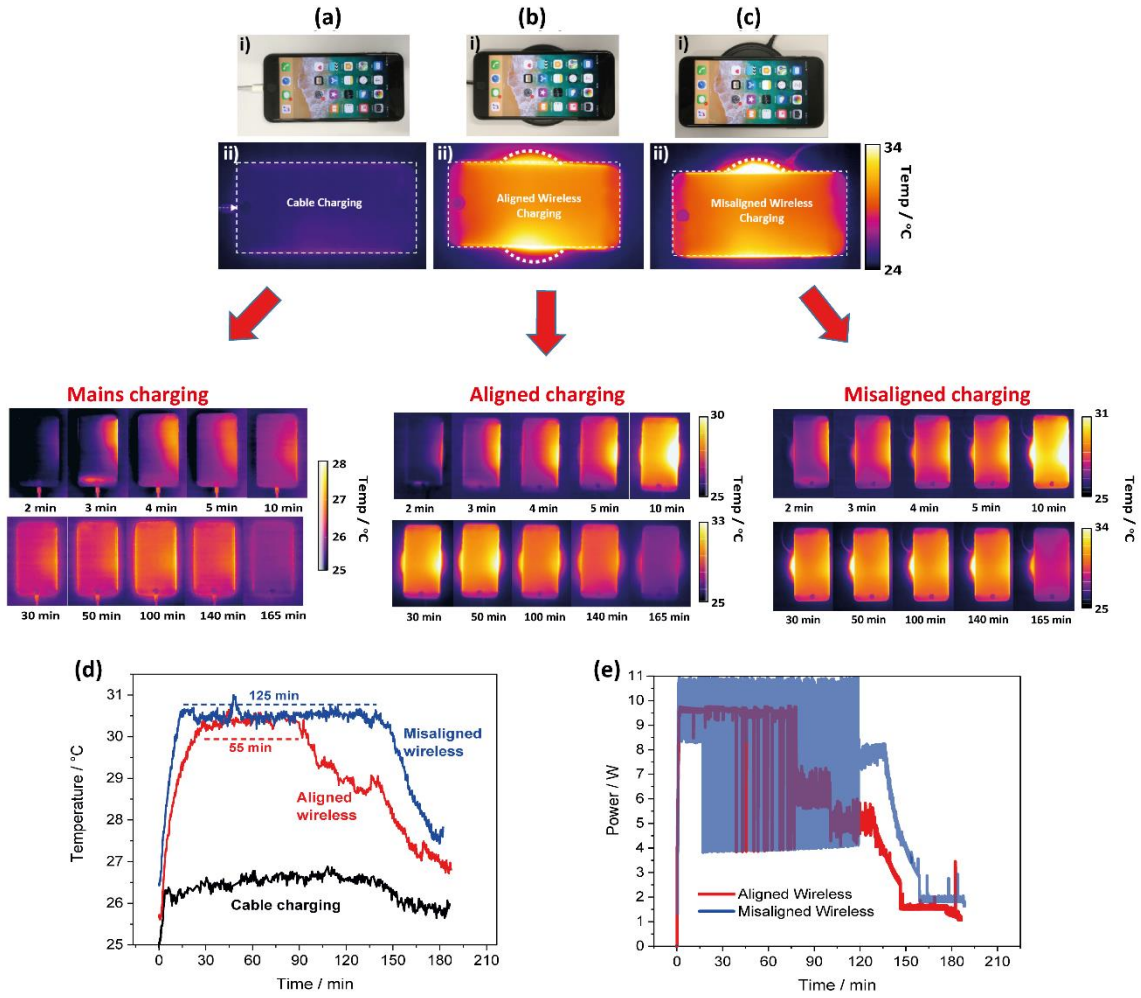 (a)
(b)
(c)
i)
i)
i)
ii)
ii)
ii)
Cable Charging
Aligned Wireless
Charging
Misaligned Wireless
Charging
34
Temp / °C
24
Mains charging
Aligned charging
Misaligned charging
2 min 3 min 4 min 5 min 10 min
28
27
26
25
Temp / °C
30 min 50 min 100 min 140 min 165 min
2 min 3 min 4 min 5 min 10 min
30
25
33
25
Temp / °C
30 min 50 min 100 min 140 min 165 min
2 min 3 min 4 min 5 min 10 min
31
25
34
25
Temp / °C
30 min 50 min 100 min 140 min 165 min
(d)
31
30
29
28
27
26
25
Temperature / °C
125 min
55 min
Misaligned
wireless
Aligned
wireless
Cable charging
0 30 60 90 120 150 180 210
Time / min
(e)
11
10
9
8
7
6
5
4
3
2
1
0
Power / W
Aligned Wireless
Misaligned Wireless
0 30 60 90 120 150 180 210
Time / min